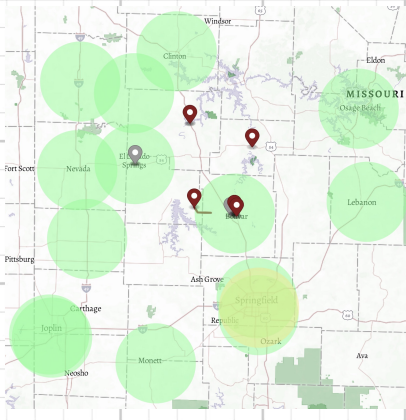 Windsor
Clinton
Eldon
MISSOURI
Osage Beach
El Dorado
Springs
Fort Scott
Nevada
Lebanon
Bolivar
Pittsburg
Ash Grove
Springfield
Carthage
Republic
Joplin
Ozark
Ava
Monett
Neosho